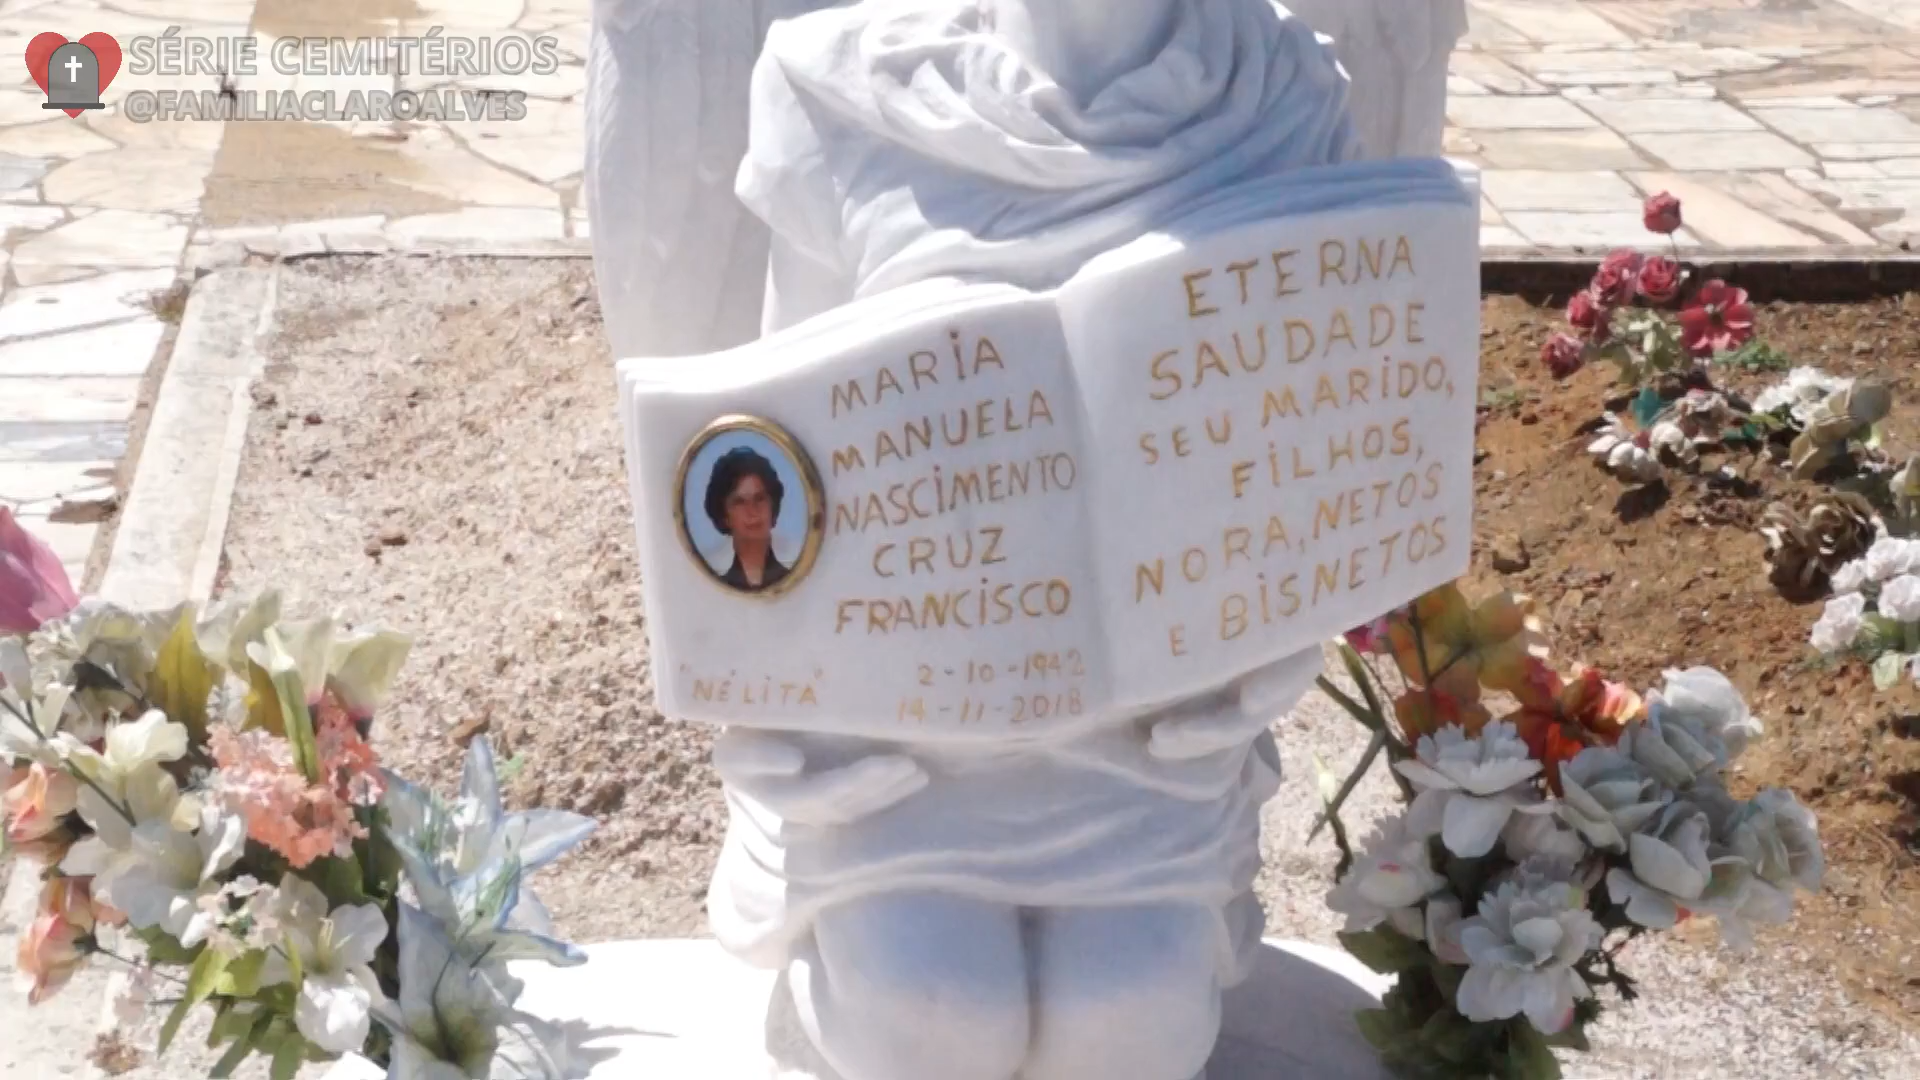 SÉRIE CEMITÉRIOS
@FAMILIACLAROALVES
MARIA
MANUELA
NASCIMENTO
CRUZ
FRANCISCO
"NÉLITA"
2-10-1942
14-11-2018
ETERNA
SAUDADE
SEU MARIDO,
FILHOS,
NORA, NETOS
E BISNETOS